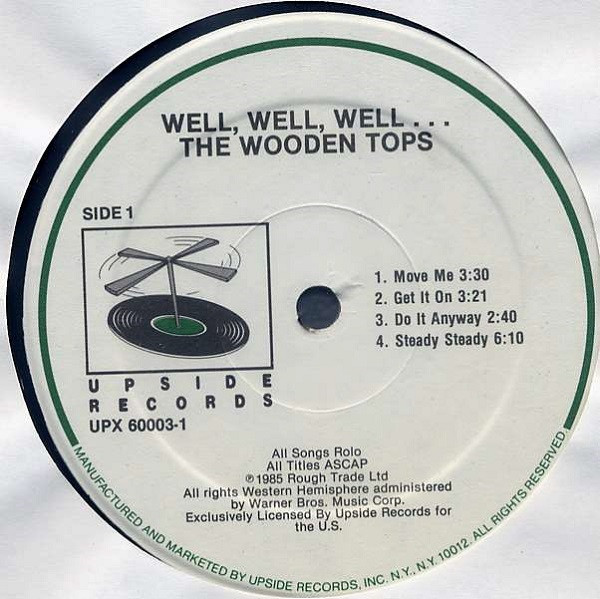 WELL, WELL, WELL . . .
THE WOODEN TOPS
SIDE 1
1. Move Me 3:30
2. Get It On 3:21
3. Do It Anyway 2:40
4. Steady Steady 6:10
UPSIDE
RECORDS
UPX 60003-1
All Songs Rolo
All Titles ASCAP
℗1985 Rough Trade Ltd
All rights Western Hemisphere administered
by Warner Bros. Music Corp.
Exclusively Licensed By Upside Records for
the U.S.
MANUFACTURED AND MARKETED BY UPSIDE RECORDS, INC. N.Y., N.Y. 10012. ALL RIGHTS RESERVED.